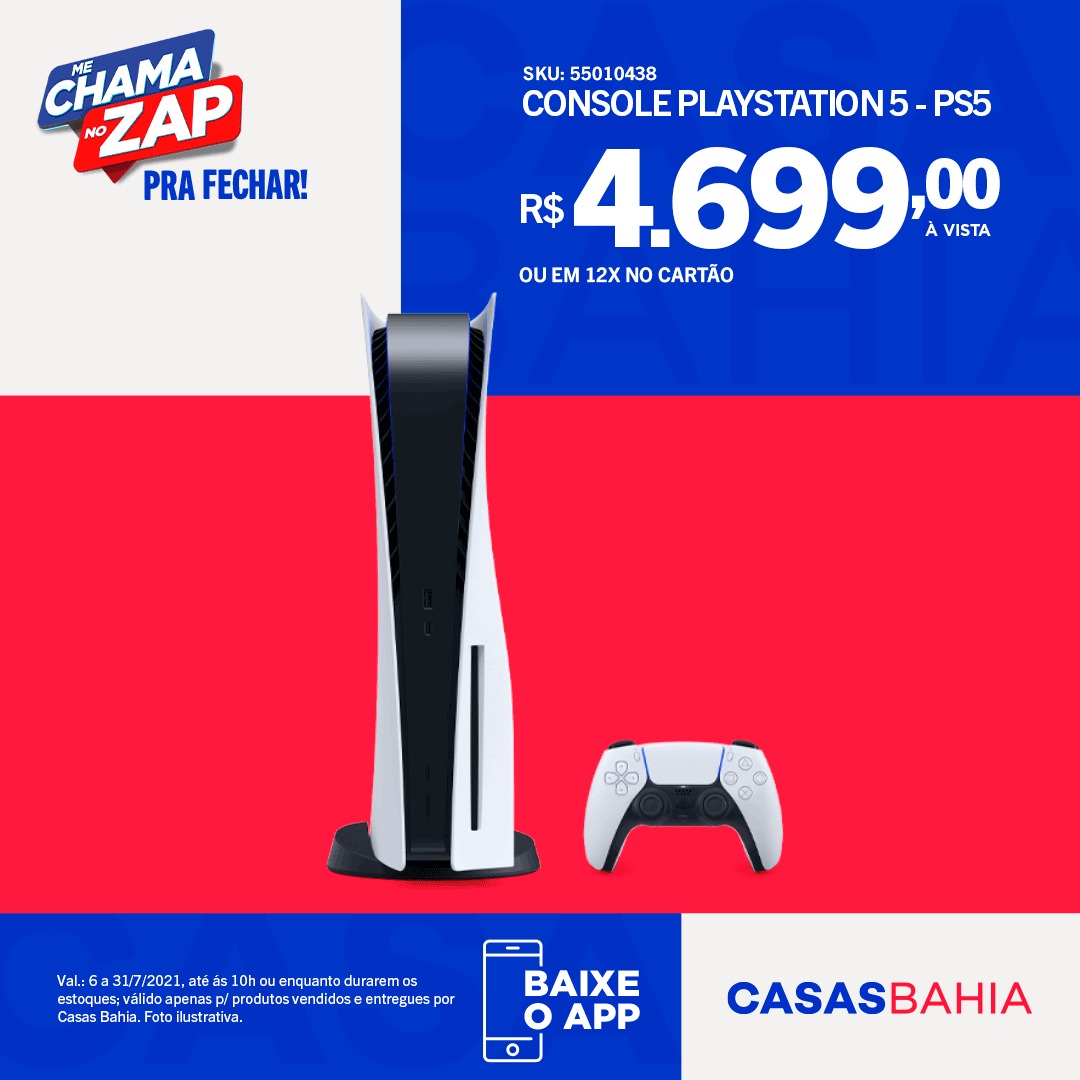 ME
CHAMA
NO ZAP
PRA FECHAR!
SKU: 55010438
CONSOLE PLAYSTATION 5 - PS5
R$ 4.699,00
À VISTA
OU EM 12X NO CARTÃO
CASAS
BAHIA
Val.: 6 a 31/7/2021, até ás 10h ou enquanto durarem os
estoques; válido apenas p/ produtos vendidos e entregues por
Casas Bahia. Foto ilustrativa.
BAIXE
O APP
CASASBAHIA